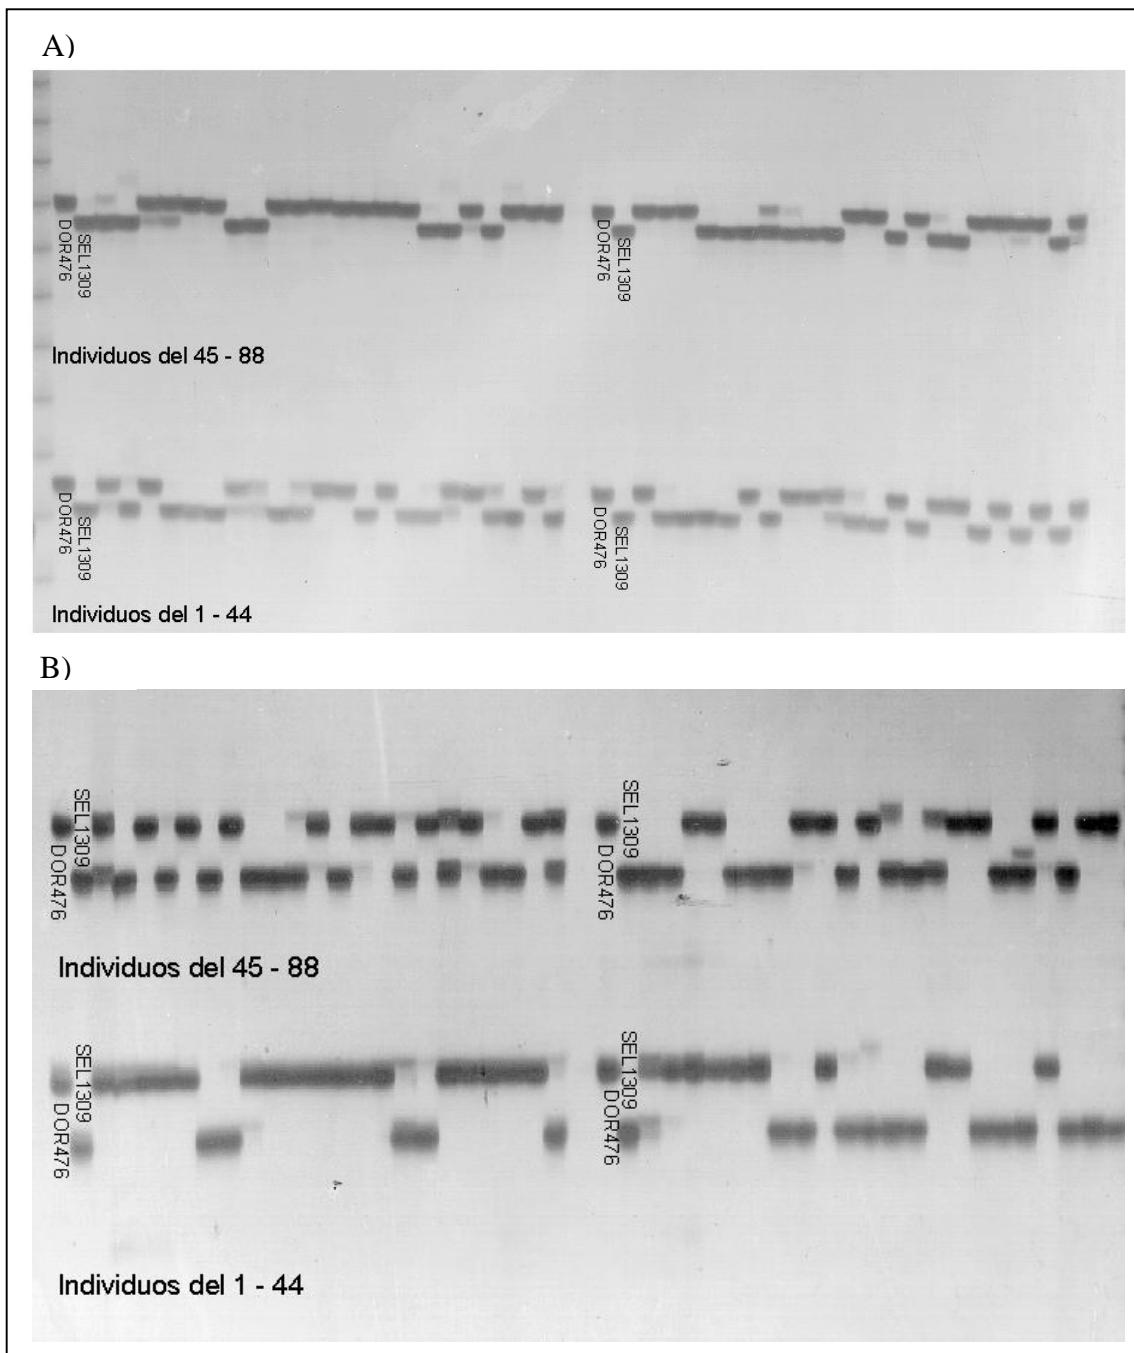 A)
DOR476
SEL1309
DOR476
SEL1309
Individuos del 45 - 88
DOR476
SEL1309
DOR476
SEL1309
Individuos del 1 - 44
B)
SEL1309
DOR476
SEL1309
DOR476
Individuos del 45 - 88
SEL1309
DOR476
SEL1309
DOR476
Individuos del 1 - 44